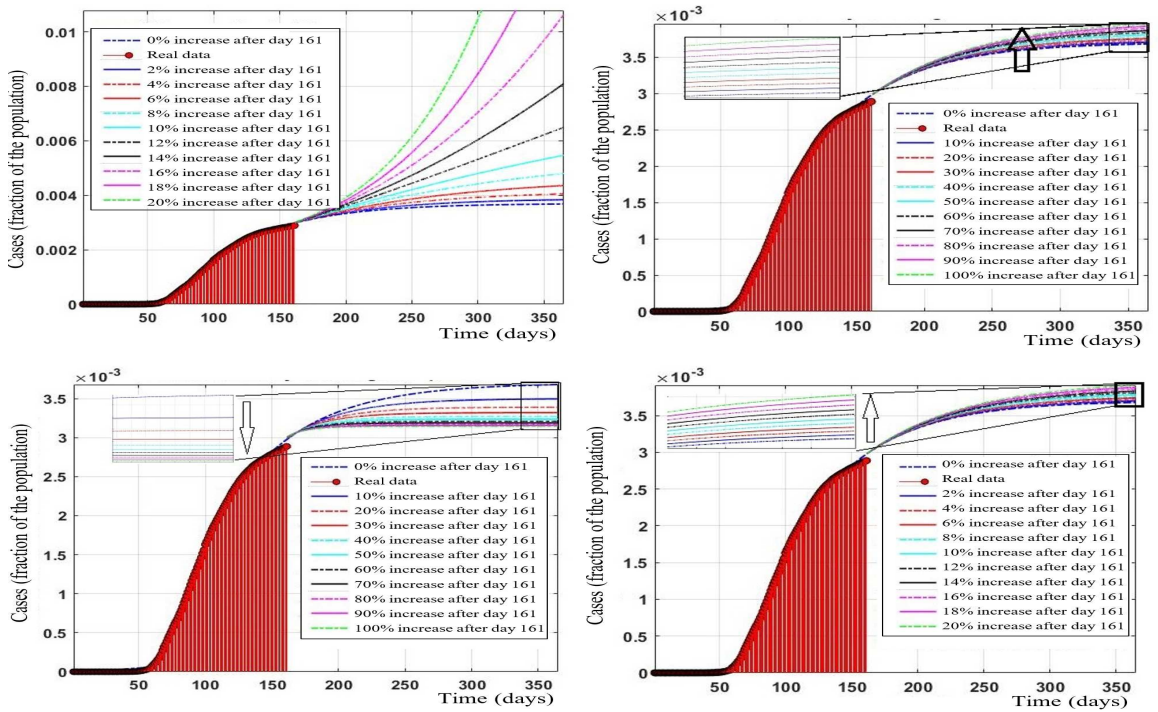 0.01
0.008
0.006
0.004
0.002
0
Cases (fraction of the population)
0% increase after day 161
Real data
2% increase after day 161
4% increase after day 161
6% increase after day 161
8% increase after day 161
10% increase after day 161
12% increase after day 161
14% increase after day 161
16% increase after day 161
18% increase after day 161
20% increase after day 161
50 100 150 200 250 300 350
Time (days)
×10-3
3.5
3
2.5
2
1.5
1
0.5
0
Cases (fraction of the population)
0% increase after day 161
Real data
10% increase after day 161
20% increase after day 161
30% increase after day 161
40% increase after day 161
50% increase after day 161
60% increase after day 161
70% increase after day 161
80% increase after day 161
90% increase after day 161
100% increase after day 161
50 100 150 200 250 300 350
Time (days)
×10-3
3.5
3
2.5
2
1.5
1
0.5
0
Cases (fraction of the population)
0% increase after day 161
Real data
10% increase after day 161
20% increase after day 161
30% increase after day 161
40% increase after day 161
50% increase after day 161
60% increase after day 161
70% increase after day 161
80% increase after day 161
90% increase after day 161
100% increase after day 161
50 100 150 200 250 300 350
Time (days)
×10-3
3.5
3
2.5
2
1.5
1
0.5
0
Cases (fraction of the population)
0% increase after day 161
Real data
2% increase after day 161
4% increase after day 161
6% increase after day 161
8% increase after day 161
10% increase after day 161
12% increase after day 161
14% increase after day 161
16% increase after day 161
18% increase after day 161
20% increase after day 161
50 100 150 200 250 300 350
Time (days)